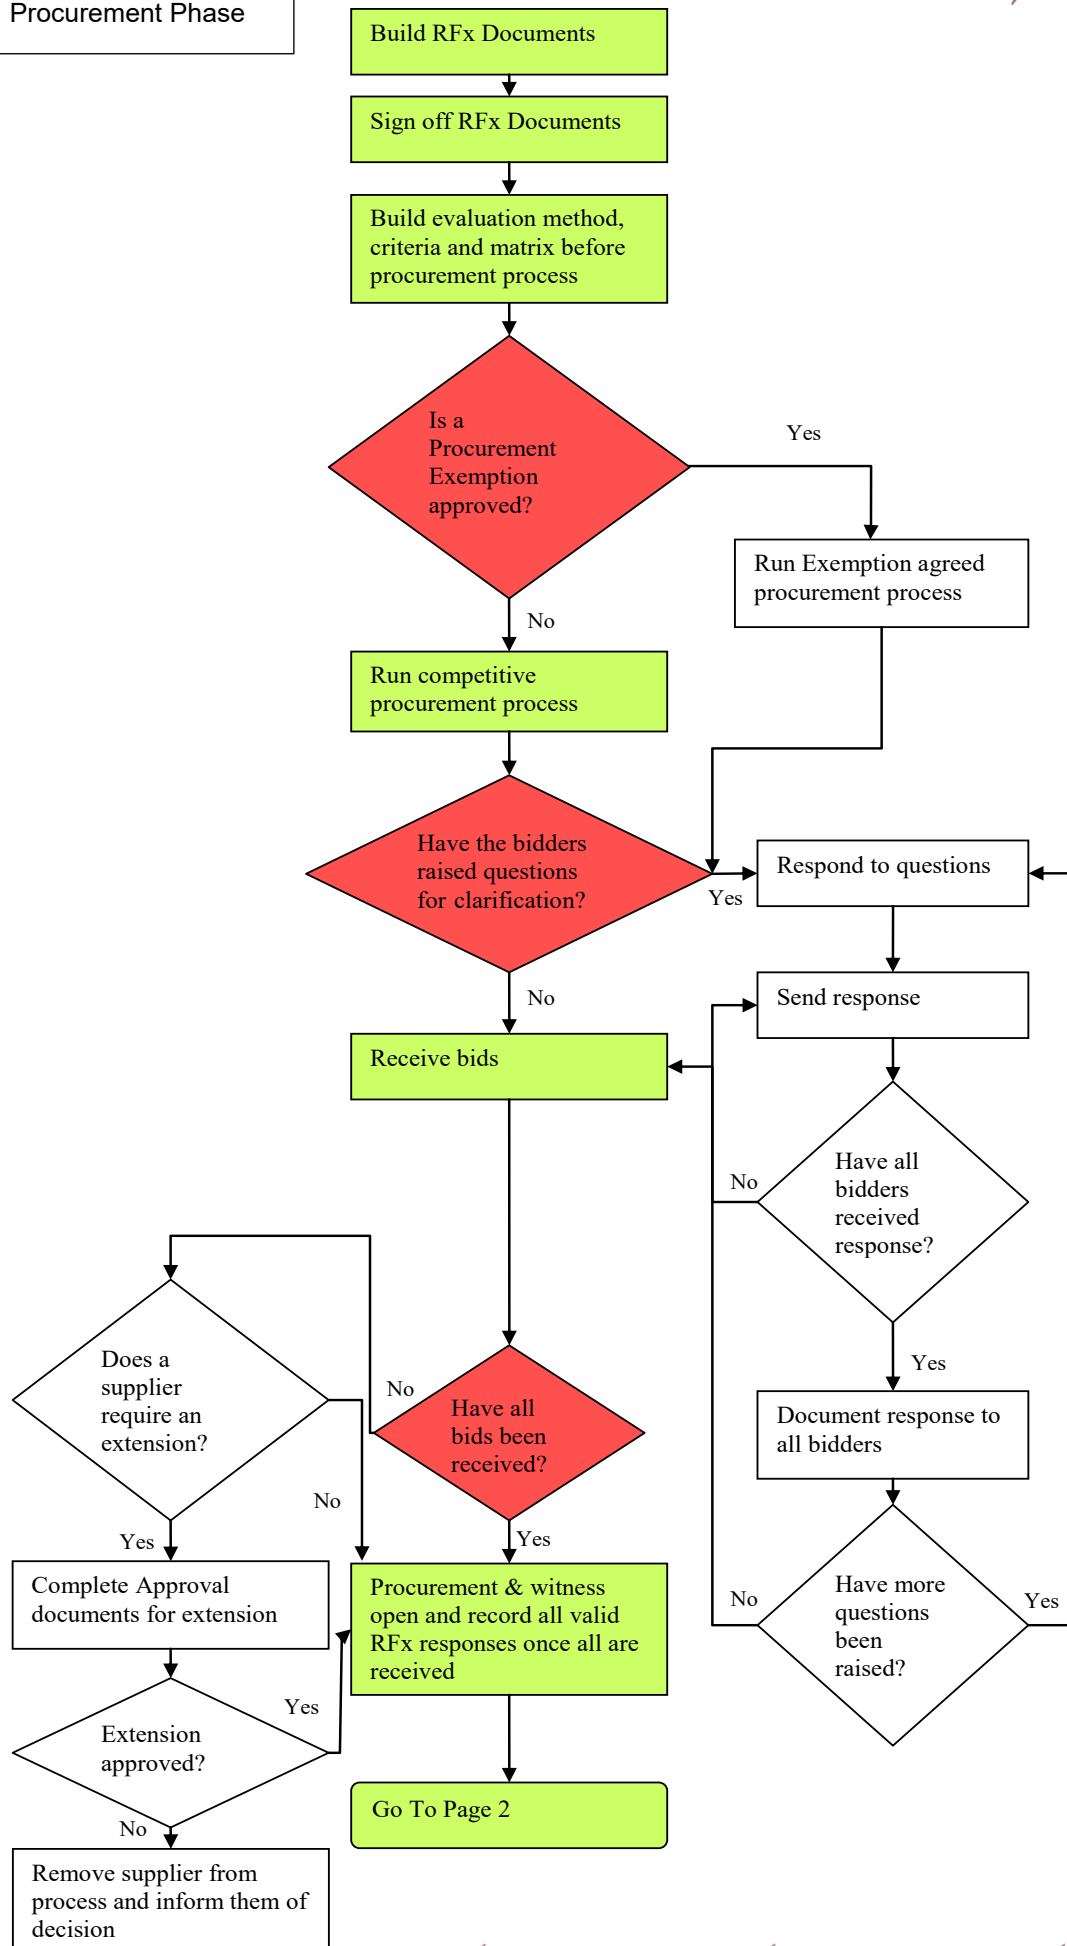 Procurement Phase
Build RFx Documents
Sign off RFx Documents
Build evaluation method,
criteria and matrix before
procurement process
Is a
Procurement
Exemption
approved?
Yes
Run Exemption agreed
procurement process
No
Run competitive
procurement process
Have the bidders
raised questions
for clarification?
Yes
Respond to questions
No
Send response
Receive bids
Have all
bidders
received
response?
No
Yes
Does a
supplier
require an
extension?
No
Have all
bids been
received?
Document response to
all bidders
No
Yes
Yes
Complete Approval
documents for extension
Procurement & witness
open and record all valid
RFx responses once all are
received
Have more
questions
been
raised?
No
Yes
Yes
Extension
approved?
Go To Page 2
No
Remove supplier from
process and inform them of
decision